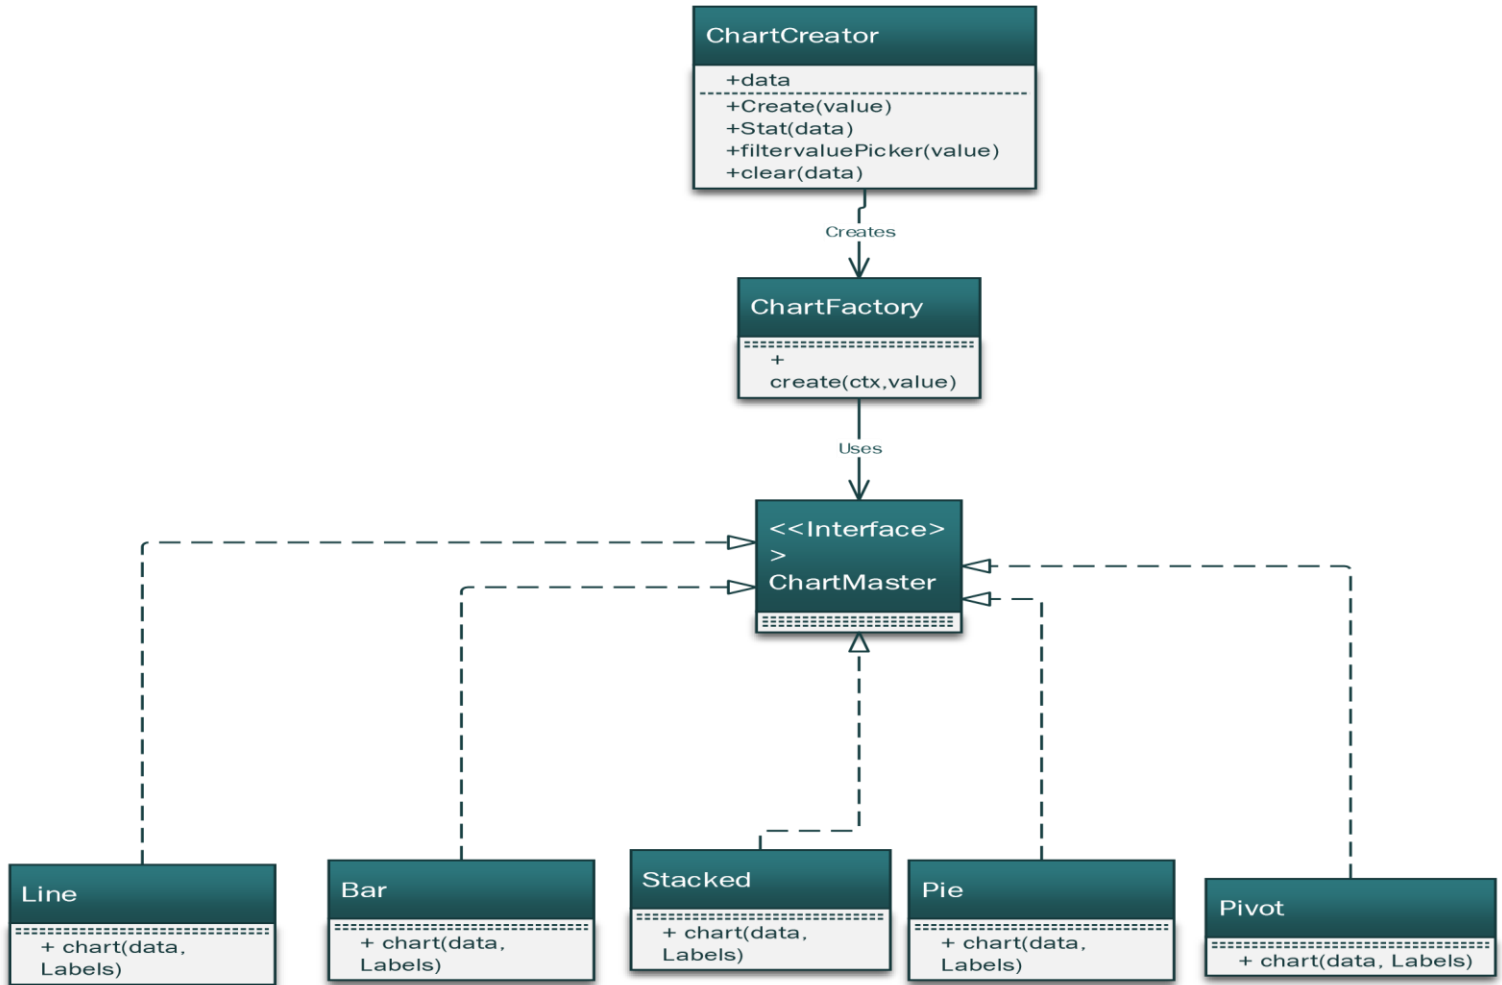 ChartCreator
+data
+Create(value)
+Stat(data)
+filtervaluePicker(value)
+clear(data)
Creates
ChartFactory
+
create(ctx,value)
Uses
<<Interface>
>
ChartMaster
Line
+ chart(data,
Labels)
Bar
+ chart(data,
Labels)
Stacked
+ chart(data,
Labels)
Pie
+ chart(data,
Labels)
Pivot
+ chart(data, Labels)